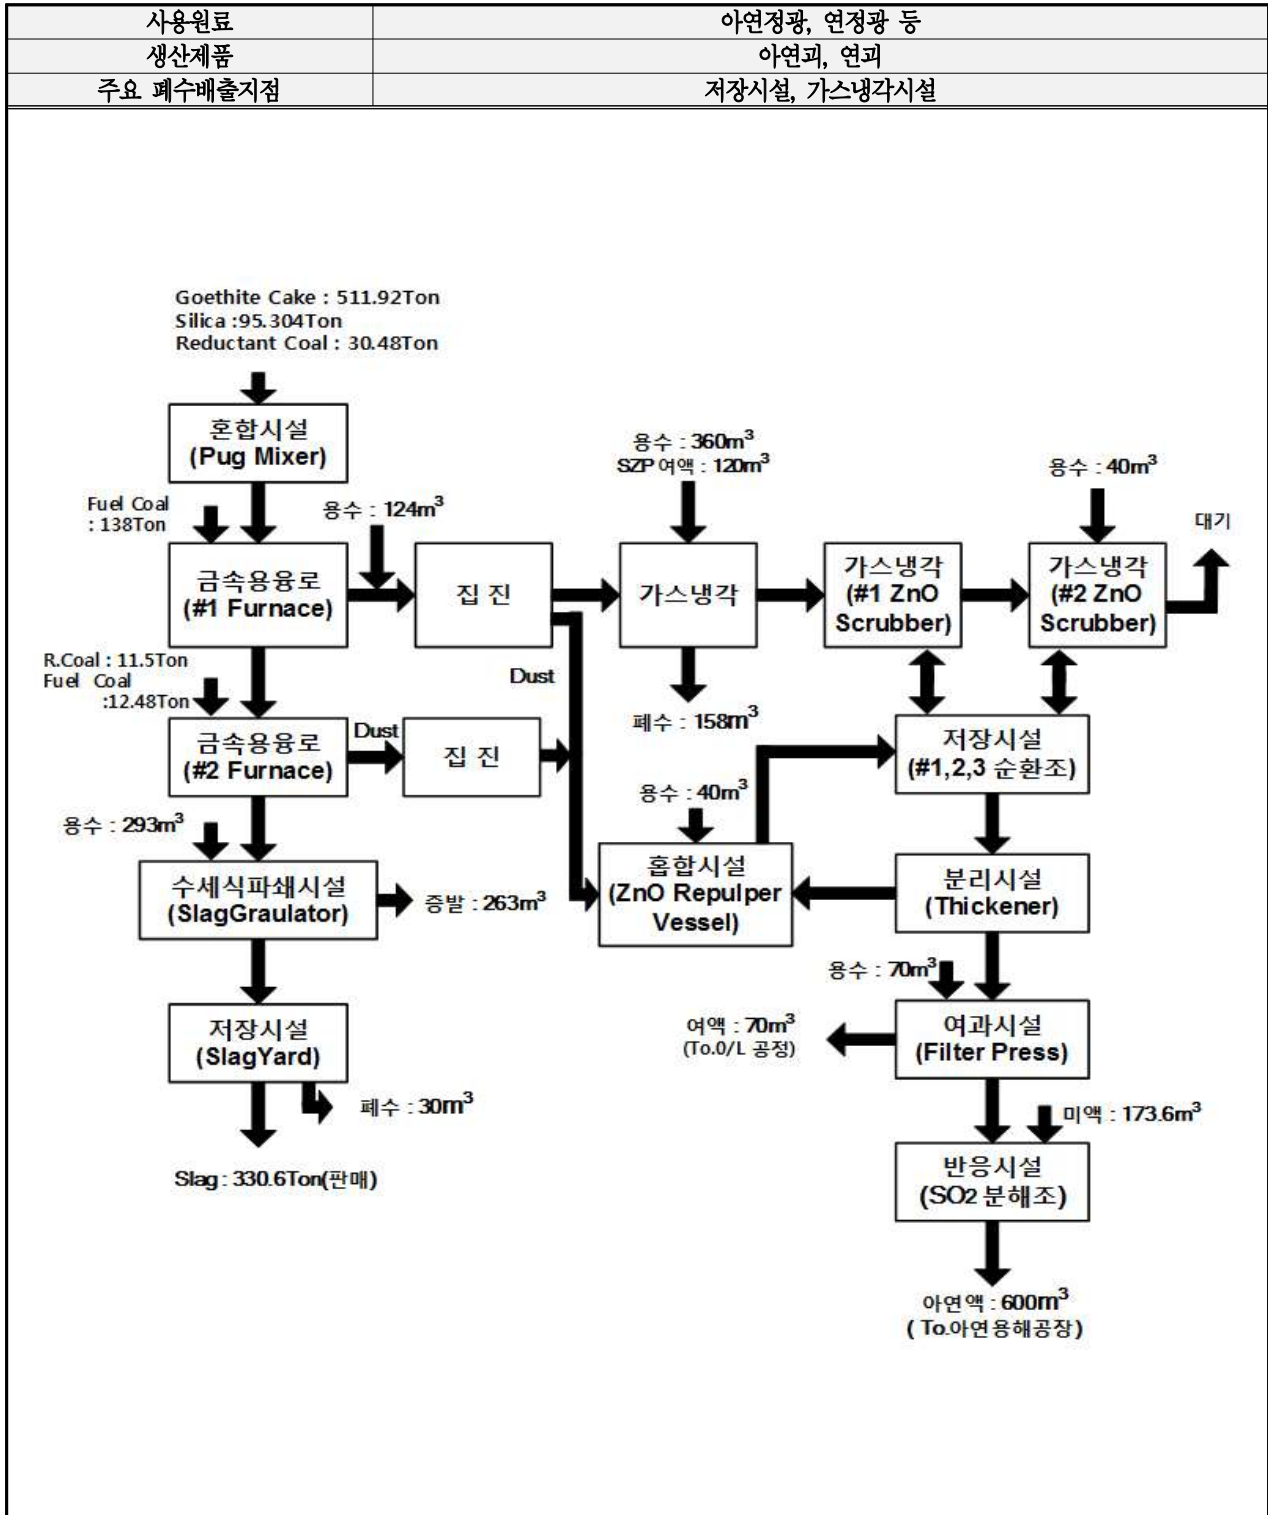 사용원료 아연정광, 연정광 등
생산제품 아연괴, 연괴
주요 폐수배출지점 저장시설, 가스냉각시설
Goethite Cake : 511.92Ton
Silica :95.304Ton
Reductant Coal : 30.48Ton
혼합시설
(Pug Mixer)
Fuel Coal
: 138Ton
용수 : 124m³
금속용융로
(#1 Furnace)
집 진
용수 : 360m³
SZP 여액 : 120m³
가스냉각
폐수 : 158m³
가스냉각
(#1 ZnO
Scrubber)
용수 : 40m³
가스냉각
(#2 ZnO
Scrubber)
대기
R.Coal : 11.5Ton
Fuel Coal
:12.48Ton
Dust
금속용융로
(#2 Furnace)
Dust
집 진
저장시설
(#1,2,3 순환조)
용수 : 40m³
홉합시설
(ZnO Repulper
Vessel)
분리시설
(Thickener)
용수 : 293m³
수세식파쇄시설
(SlagGraulator)
증발 : 263m³
용수 : 70m³
여과시설
(Filter Press)
여액 : 70m³
(To.0/L 공정)
저장시설
(SlagYard)
폐수 : 30m³
Slag : 330.6Ton(판매)
미액 : 173.6m³
반응시설
(SO2 분해조)
아연액 : 600m³
( To.아연용해공장)